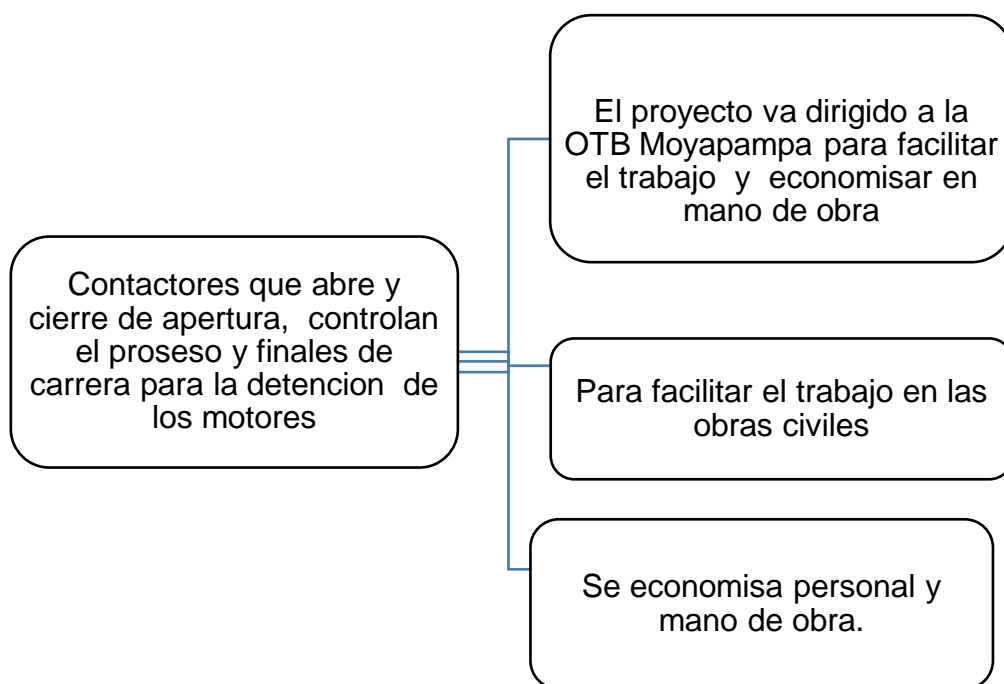 El proyecto va dirigido a la
OTB Moyapampa para facilitar
el trabajo y economisar en
mano de obra
Contactores que abre y
cierre de apertura, controlan
el proseso y finales de
carrera para la detencion de
los motores
Para facilitar el trabajo en las
obras civiles
Se economisa personal y
mano de obra.